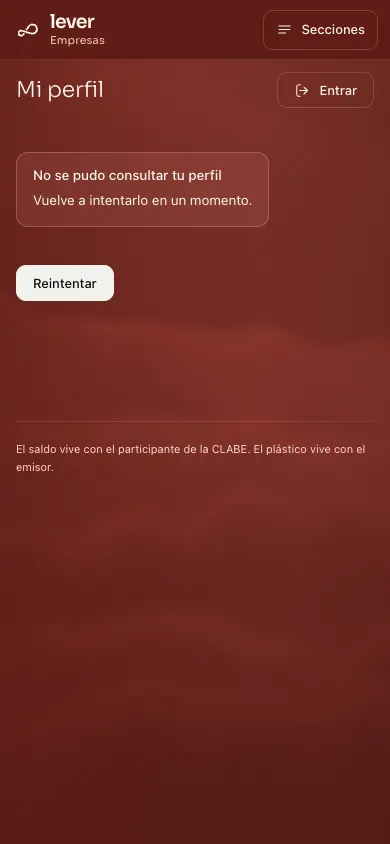 lever
Empresas
Secciones
Mi perfil
Entrar
No se pudo consultar tu perfil
Vuelve a intentarlo en un momento.
Reintentar
El saldo vive con el participante de la CLABE. El plástico vive con el
emisor.